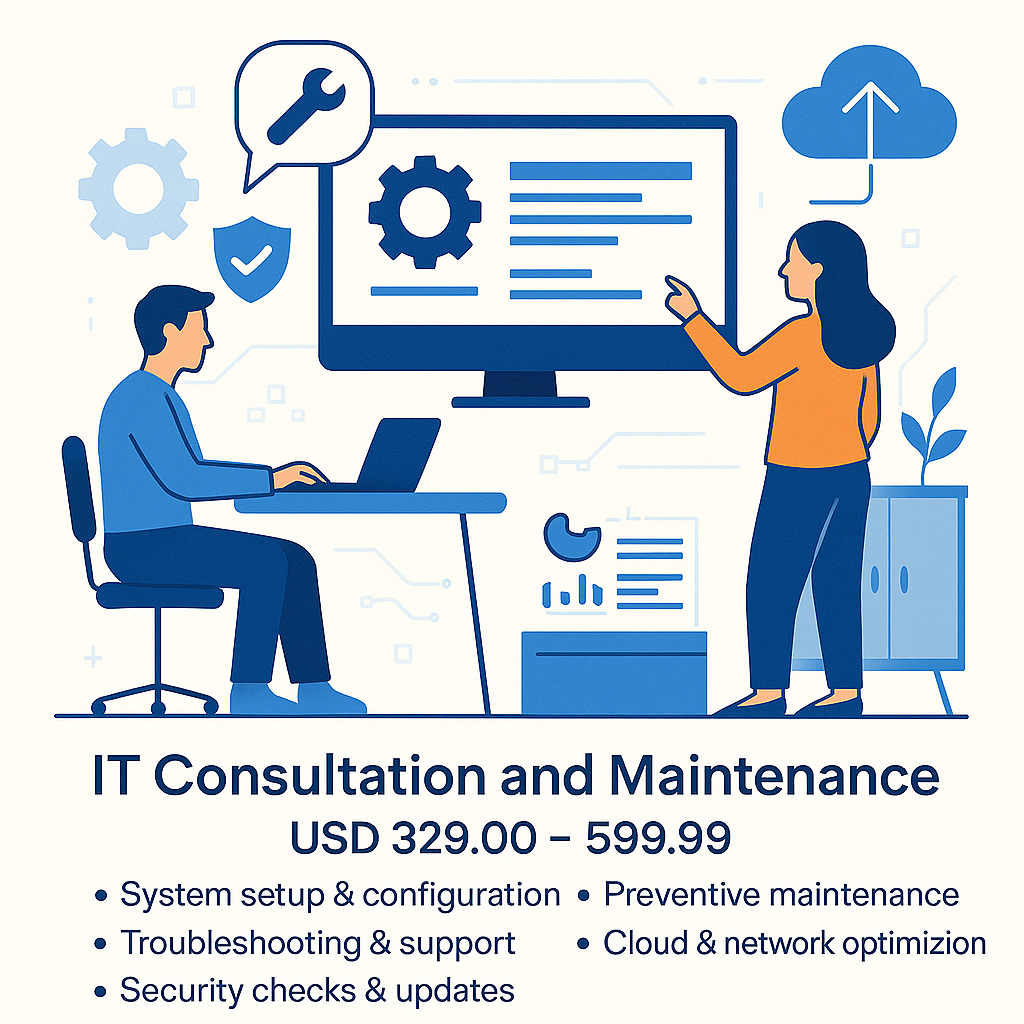 IT Consultation and Maintenance
USD 329.00 – 599.99
• System setup & configuration
• Troubleshooting & support
• Security checks & updates
• Preventive maintenance
• Cloud & network optimizion